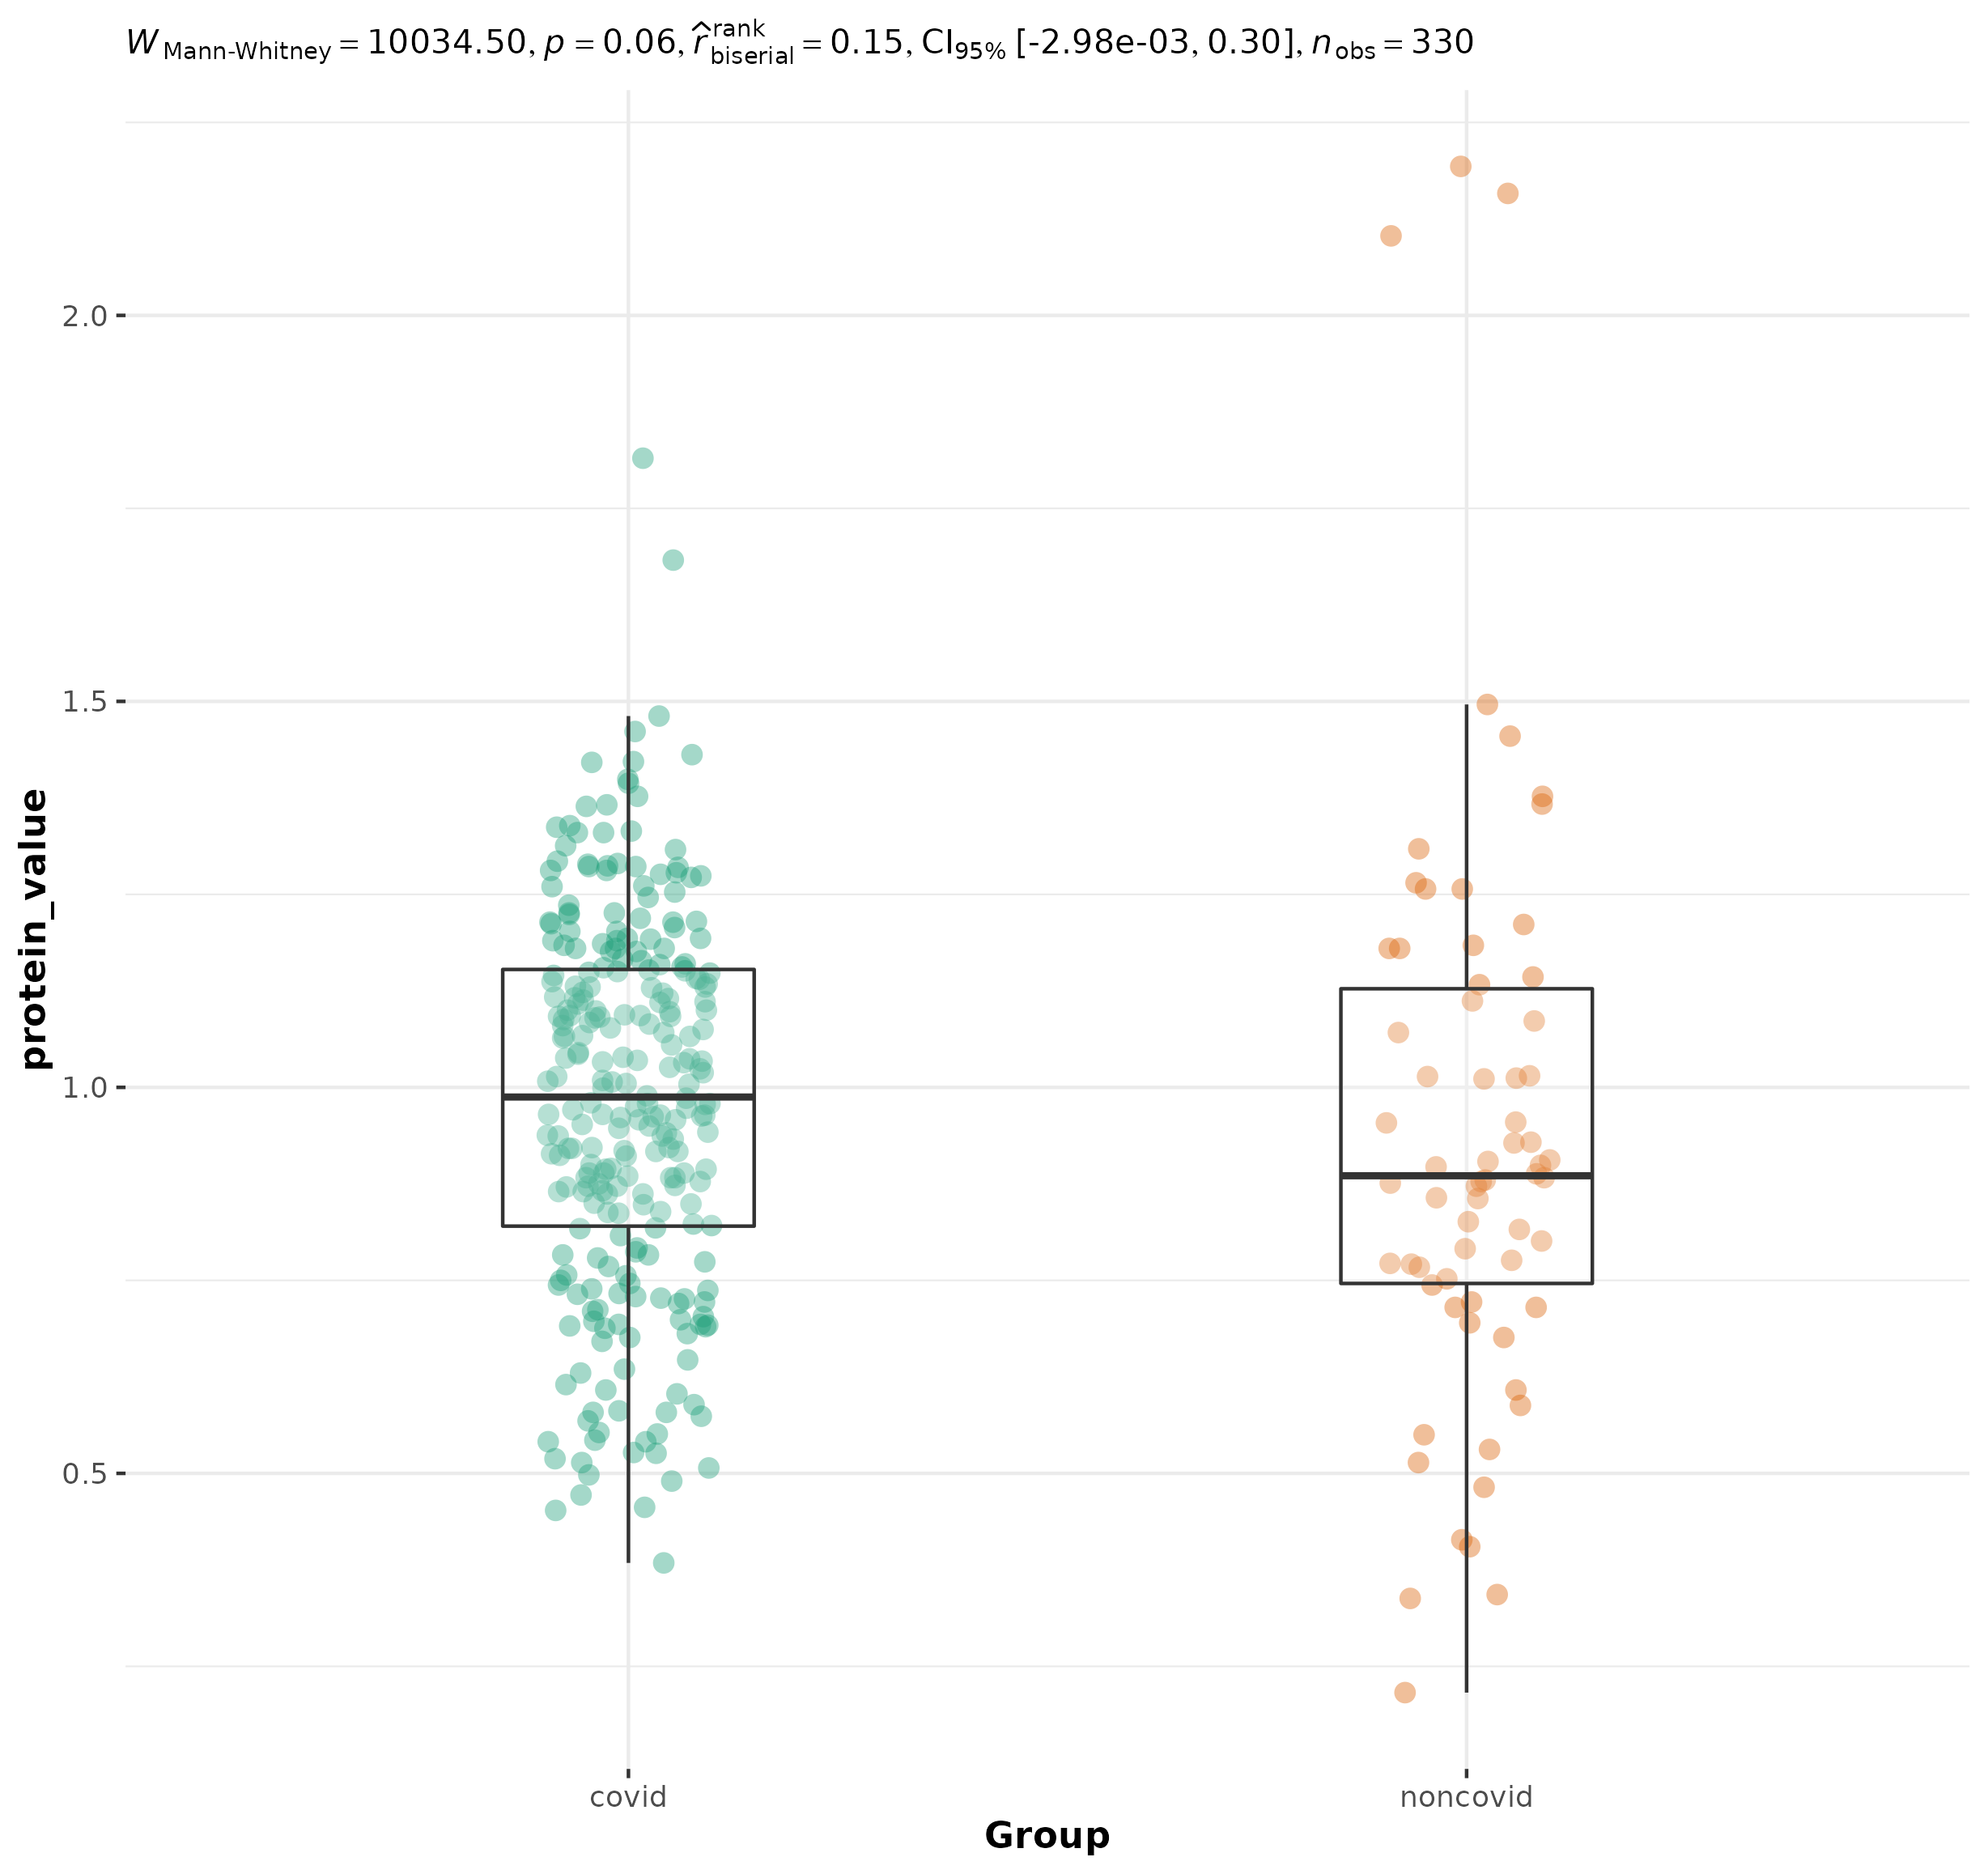 W Mann-Whitney = 10034.50, p = 0.06, r̂ rank biserial = 0.15, CI95% [-2.98e-03, 0.30], n obs = 330
2.0
1.5
1.0
0.5
protein_value
covid noncovid
Group